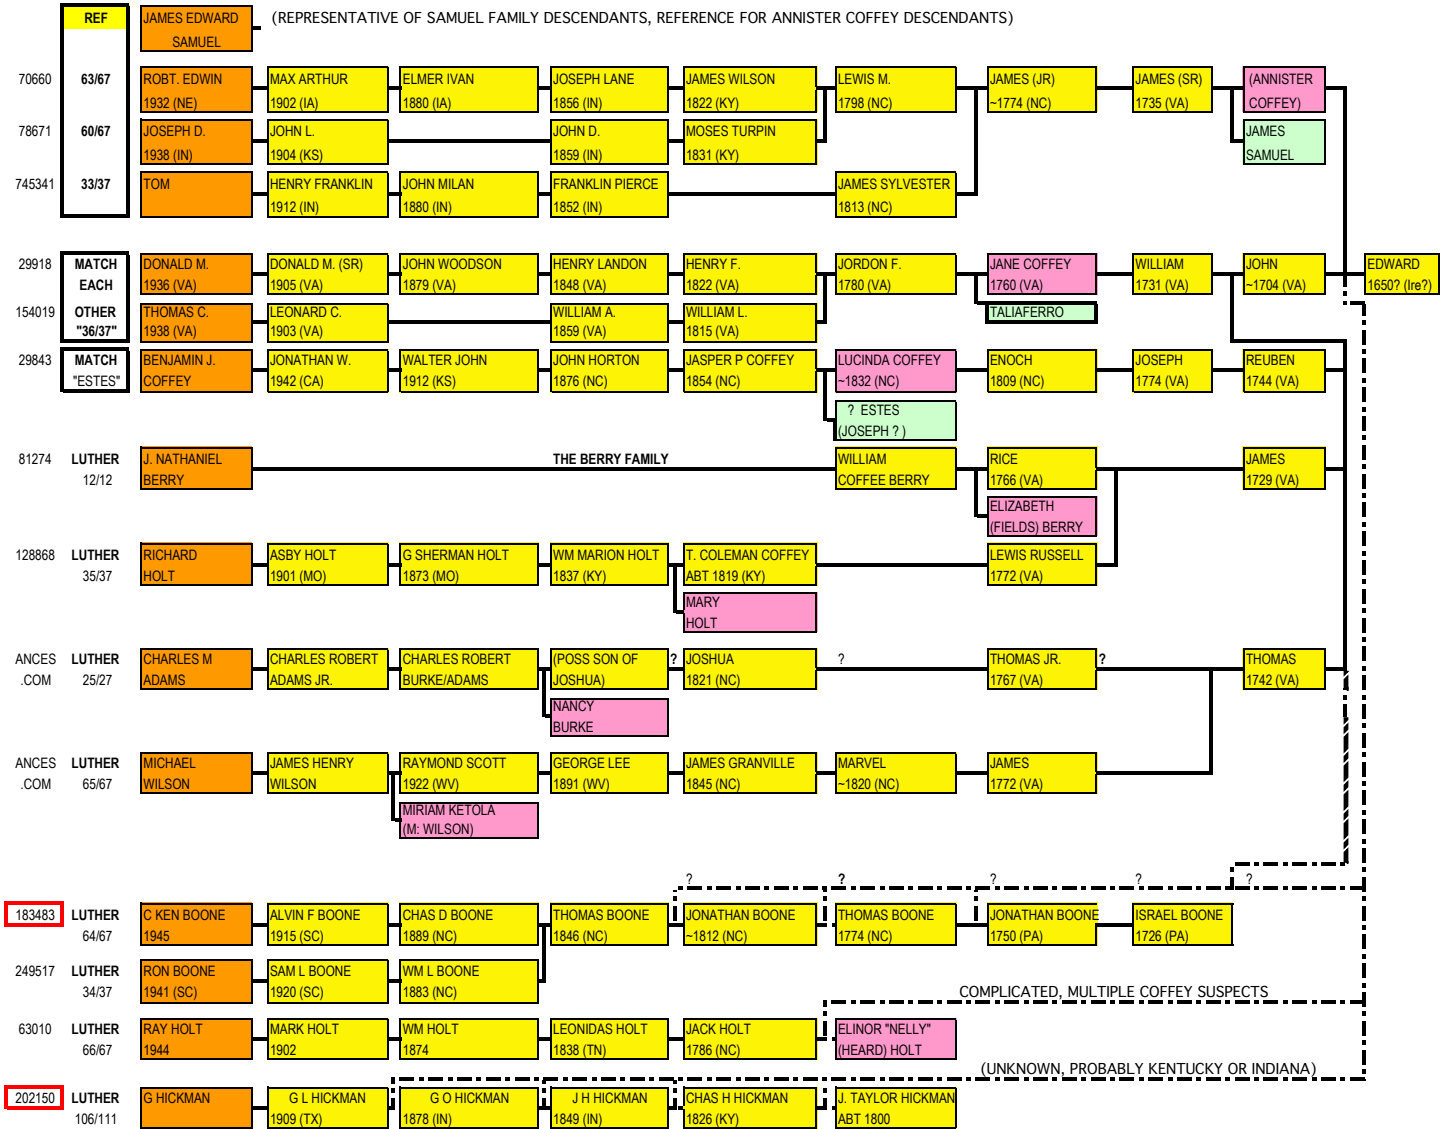 REF
JAMES EDWARD
SAMUEL
(REPRESENTATIVE OF SAMUEL FAMILY DESCENDANTS, REFERENCE FOR ANNISTER COFFEY DESCENDANTS)
70660 63/67 ROBT. EDWIN MAX ARTHUR ELMER IVAN JOSEPH LANE JAMES WILSON LEWIS M. JAMES (JR) JAMES (SR) (ANNISTER
1932 (NE) 1902 (IA) 1880 (IA) 1856 (IN) 1822 (KY) 1798 (NC) ~1774 (NC) 1735 (VA) COFFEY)
78671 60/67 JOSEPH D. JOHN L. JOHN D. MOSES TURPIN JAMES
1938 (IN) 1904 (KS) 1859 (IN) 1831 (KY) SAMUEL
745341 33/37 TOM HENRY FRANKLIN JOHN MILAN FRANKLIN PIERCE JAMES SYLVESTER
1912 (IN) 1880 (IN) 1852 (IN) 1813 (NC)
29918 MATCH DONALD M. DONALD M. (SR) JOHN WOODSON HENRY LANDON HENRY F. JORDON F. JANE COFFEY WILLIAM JOHN EDWARD
EACH 1936 (VA) 1905 (VA) 1879 (VA) 1848 (VA) 1822 (VA) 1780 (VA) 1760 (VA) 1731 (VA) ~1704 (VA) 1650? (Ire?)
154019 OTHER THOMAS C. LEONARD C. WILLIAM A. WILLIAM L. TALIAFERRO
"36/37" 1938 (VA) 1903 (VA) 1859 (VA) 1815 (VA)
29843 MATCH BENJAMIN J. JONATHAN W. WALTER JOHN JOHN HORTON JASPER P COFFEY LUCINDA COFFEY ENOCH JOSEPH REUBEN
"ESTES" COFFEY 1942 (CA) 1912 (KS) 1876 (NC) 1854 (NC) ~1832 (NC) 1809 (NC) 1774 (VA) 1744 (VA)
? ESTES
(JOSEPH ? )
81274 LUTHER J. NATHANIEL THE BERRY FAMILY WILLIAM RICE JAMES
12/12 BERRY COFFEE BERRY 1766 (VA) 1729 (VA)
ELIZABETH
(FIELDS) BERRY
128868 LUTHER RICHARD ASBY HOLT G SHERMAN HOLT WM MARION HOLT T. COLEMAN COFFEY LEWIS RUSSELL
35/37 HOLT 1901 (MO) 1873 (MO) 1837 (KY) ABT 1819 (KY) 1772 (VA)
MARY
HOLT
ANCES LUTHER CHARLES M CHARLES ROBERT CHARLES ROBERT (POSS SON OF ? JOSHUA ? THOMAS JR. ? THOMAS
.COM 25/27 ADAMS ADAMS JR. BURKE/ADAMS JOSHUA) 1821 (NC) 1767 (VA) 1742 (VA)
NANCY
BURKE
ANCES LUTHER MICHAEL JAMES HENRY RAYMOND SCOTT GEORGE LEE JAMES GRANVILLE MARVEL JAMES
.COM 65/67 WILSON WILSON 1922 (WV) 1891 (WV) 1845 (NC) ~1820 (NC) 1772 (VA)
MIRIAM KETOLA
(M: WILSON)
? ? ? ? ?
183483 LUTHER C KEN BOONE ALVIN F BOONE CHAS D BOONE THOMAS BOONE JONATHAN BOONE THOMAS BOONE JONATHAN BOONE ISRAEL BOONE
64/67 1945 1915 (SC) 1889 (NC) 1846 (NC) ~1812 (NC) 1774 (NC) 1750 (PA) 1726 (PA)
249517 LUTHER RON BOONE SAM L BOONE WM L BOONE
34/37 1941 (SC) 1920 (SC) 1883 (NC)
COMPLICATED, MULTIPLE COFFEY SUSPECTS
63010 LUTHER RAY HOLT MARK HOLT WM HOLT LEONIDAS HOLT JACK HOLT ELINOR "NELLY"
66/67 1944 1902 1874 1838 (TN) 1786 (NC) (HEARD) HOLT
(UNKNOWN, PROBABLY KENTUCKY OR INDIANA)
202150 LUTHER G HICKMAN G L HICKMAN G O HICKMAN J H HICKMAN CHAS H HICKMAN J. TAYLOR HICKMAN
106/111 1909 (TX) 1878 (IN) 1849 (IN) 1826 (KY) ABT 1800